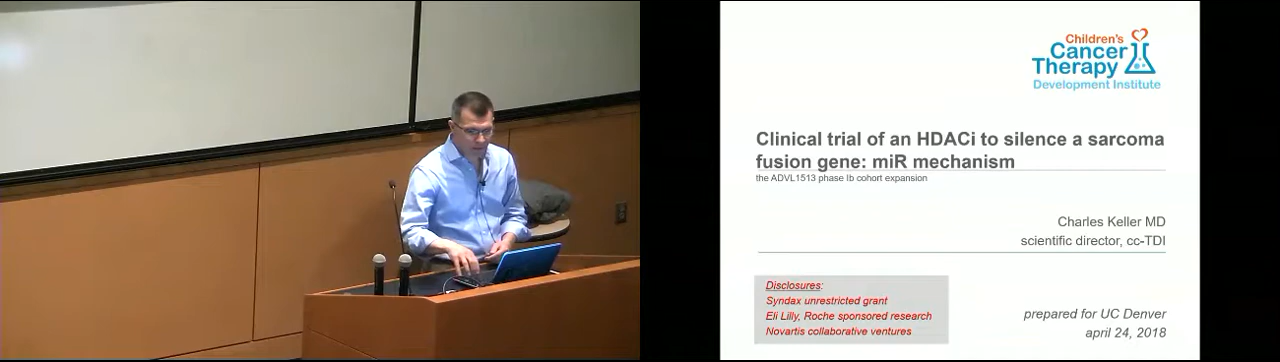 Children's
Cancer
Therapy
Development Institute
Clinical trial of an HDACi to silence a sarcoma
fusion gene: miR mechanism
the ADVL1513 phase Ib cohort expansion
Charles Keller MD
scientific director, cc-TDI
Disclosures:
Syndax unrestricted grant
Eli Lilly, Roche sponsored research
Novartis collaborative ventures
prepared for UC Denver
april 24, 2018